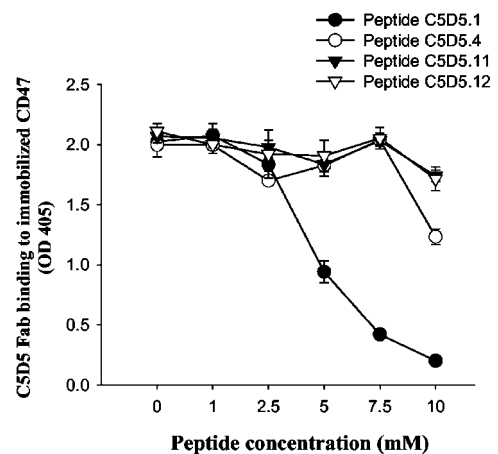 Peptide C5D5.1
Peptide C5D5.4
Peptide C5D5.11
Peptide C5D5.12
C5D5 Fab binding to immobilized CD47
(OD 405)
2.5
2.0
1.5
1.0
0.5
0.0
0 1 2.5 5 7.5 10
Peptide concentration (mM)